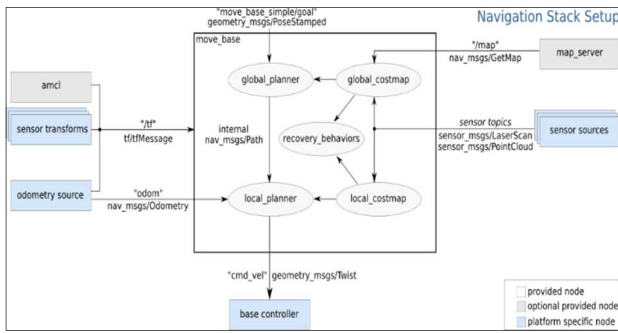 "move_base_simple/goal"
geometry_msgs/PoseStamped
Navigation Stack Setup
move_base
"/map"
nav_msgs/GetMap
map_server
global_planner
global_costmap
amcl
sensor transforms
"/tf"
tf/tfMessage
internal
nav_msgs/Path
recovery_behaviors
sensor topics
sensor_msgs/LaserScan
sensor_msgs/PointCloud
sensor sources
odometry source
"odom"
nav_msgs/Odometry
local_planner
local_costmap
"cmd_vel" geometry_msgs/Twist
base controller
provided node
optional provided node
platform specific node